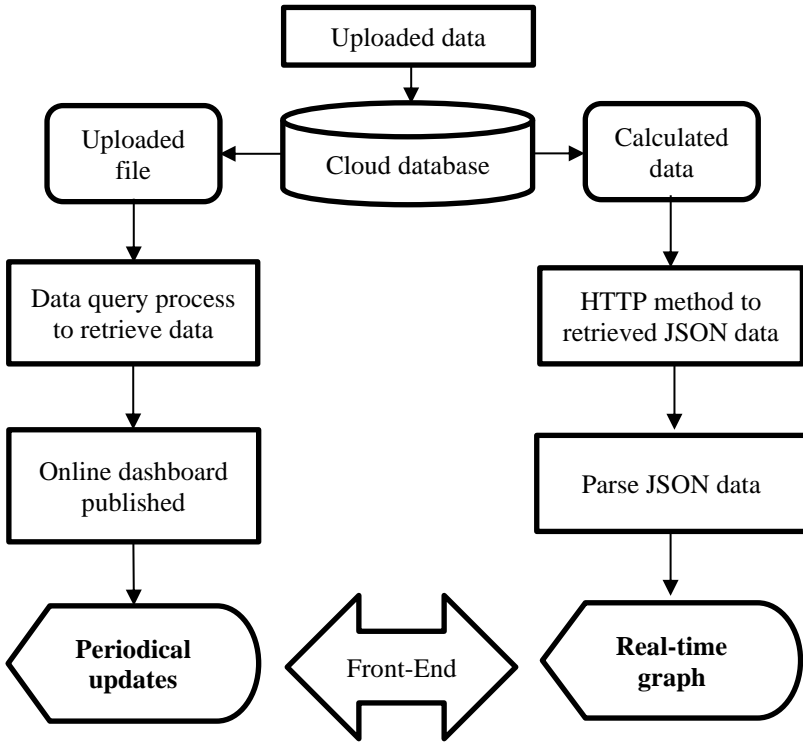 Uploaded data
Uploaded
file
Cloud database
Calculated
data
Data query process
to retrieve data
HTTP method to
retrieved JSON data
Online dashboard
published
Parse JSON data
Periodical
updates
Front-End
Real-time
graph